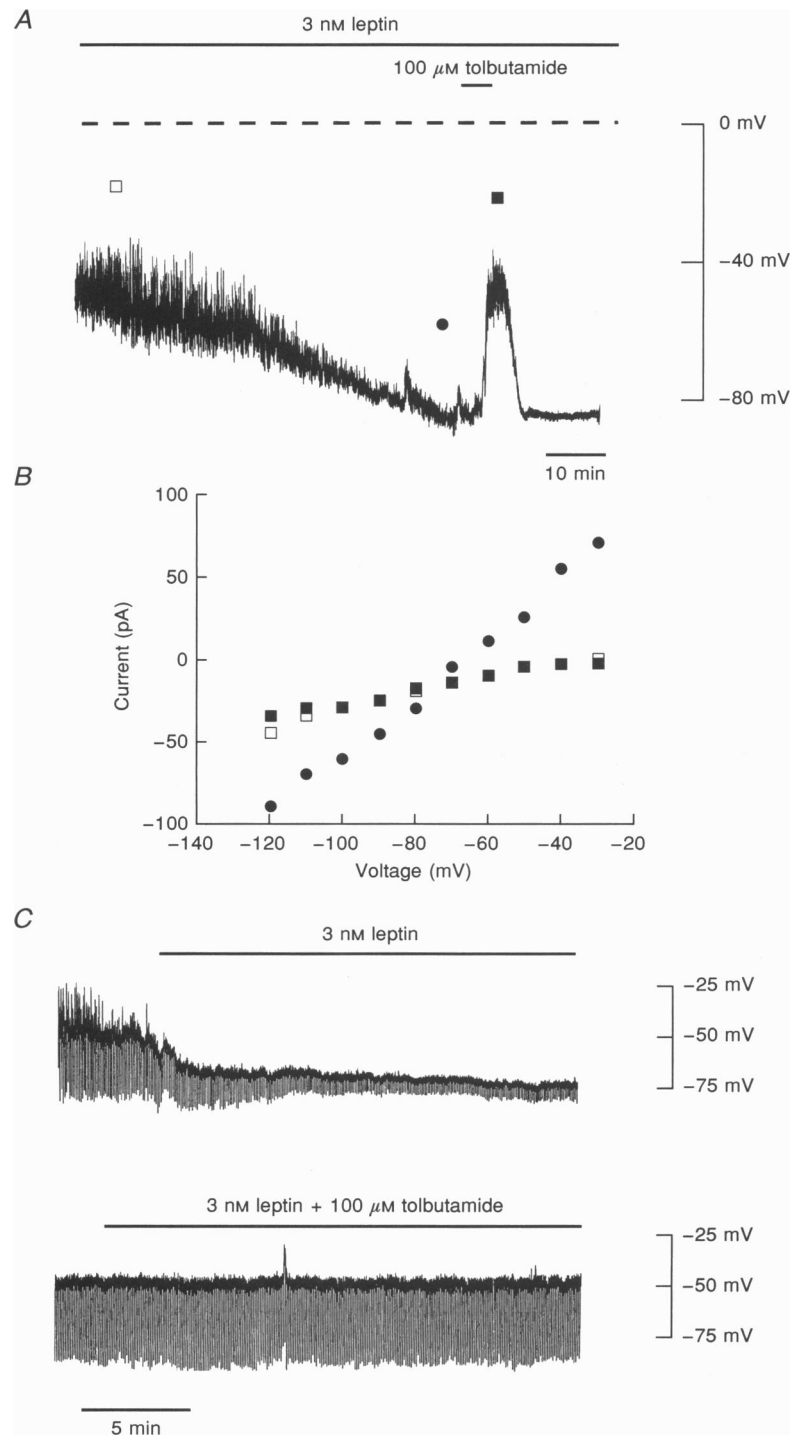 A
3 nM leptin
100 μM tolbutamide
0 mV
−40 mV
−80 mV
10 min
B
100
50
0
−50
−100
Current (pA)
−140 −120 −100 −80 −60 −40 −20
Voltage (mV)
C
3 nM leptin
−25 mV
−50 mV
−75 mV
3 nM leptin + 100 μM tolbutamide
−25 mV
−50 mV
−75 mV
5 min